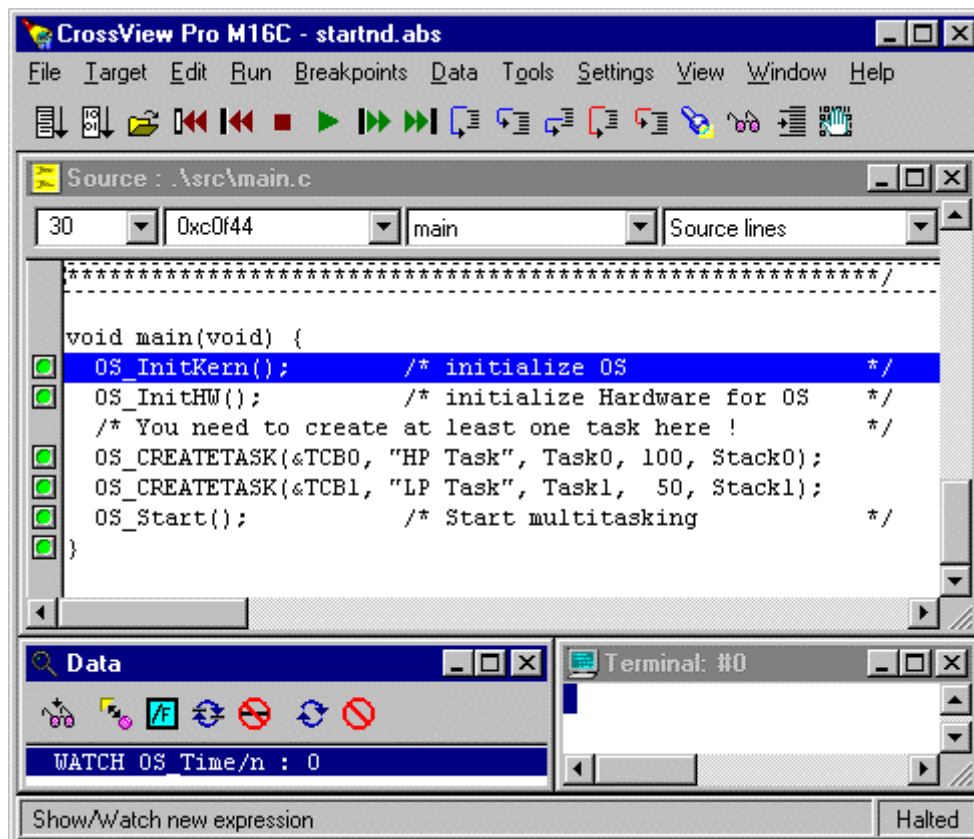 CrossView Pro M16C - startnd.abs
File Target Edit Run Breakpoints Data Tools Settings View Window Help
Source : .\src\main.c
30 0xc0f44 main Source lines
**********************************************************/
void main(void) {
OS_InitKern(); /* initialize OS */
OS_InitHW(); /* initialize Hardware for OS */
/* You need to create at least one task here ! */
OS_CREATETASK(&TCB0, "HP Task", Task0, 100, Stack0);
OS_CREATETASK(&TCB1, "LP Task", Task1, 50, Stack1);
OS_Start(); /* Start multitasking */
}
Data
Terminal: #0
/F
WATCH OS_Time/n : 0
Show/Watch new expression
Halted